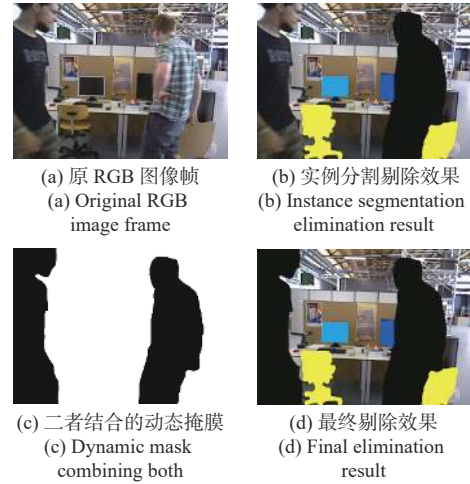 (a) 原 RGB 图像帧
(a) Original RGB
image frame
(b) 实例分割剔除效果
(b) Instance segmentation
elimination result
(c) 二者结合的动态掩膜
(c) Dynamic mask
combining both
(d) 最终剔除效果
(d) Final elimination
result